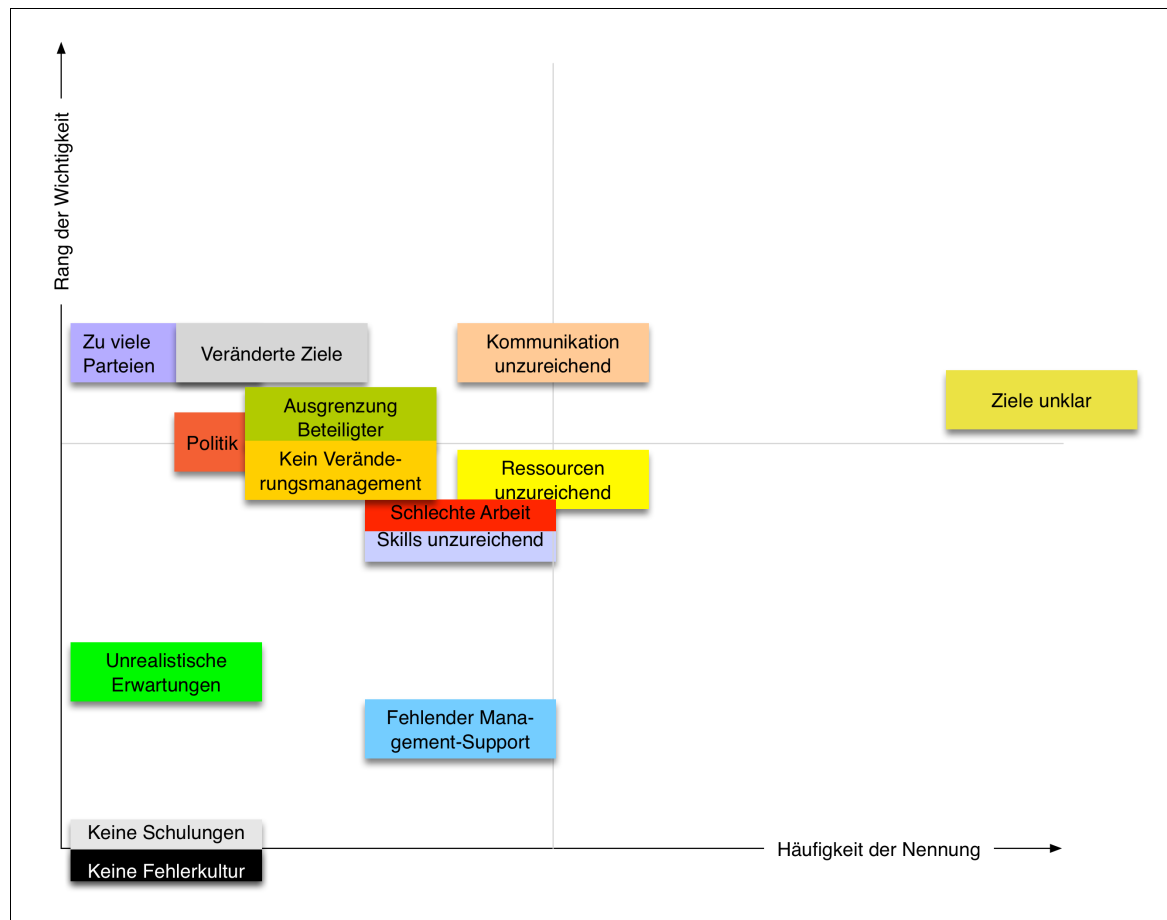 Rang der Wichtigkeit
Zu viele
Parteien
Veränderte Ziele
Kommunikation
unzureichend
Ziele unklar
Ausgrenzung
Beteiligter
Politik
Kein Verände-
rungsmanagement
Ressourcen
unzureichend
Schlechte Arbeit
Skills unzureichend
Unrealistische
Erwartungen
Fehlender Mana-
gement-Support
Keine Schulungen
Häufigkeit der Nennung
Keine Fehlerkultur